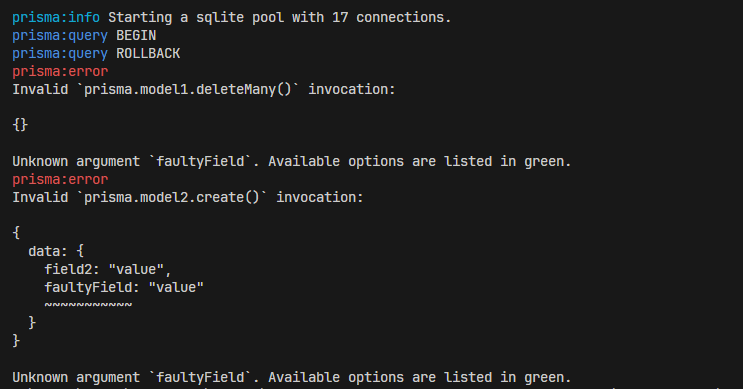 prisma:info Starting a sqlite pool with 17 connections.
prisma:query BEGIN
prisma:query ROLLBACK
prisma:error
Invalid `prisma.model1.deleteMany()` invocation:
{}
Unknown argument `faultyField`. Available options are listed in green.
prisma:error
Invalid `prisma.model2.create()` invocation:
{
  data: {
    field2: "value",
    faultyField: "value"
    ~~~~~~~~~~~
  }
}
Unknown argument `faultyField`. Available options are listed in green.